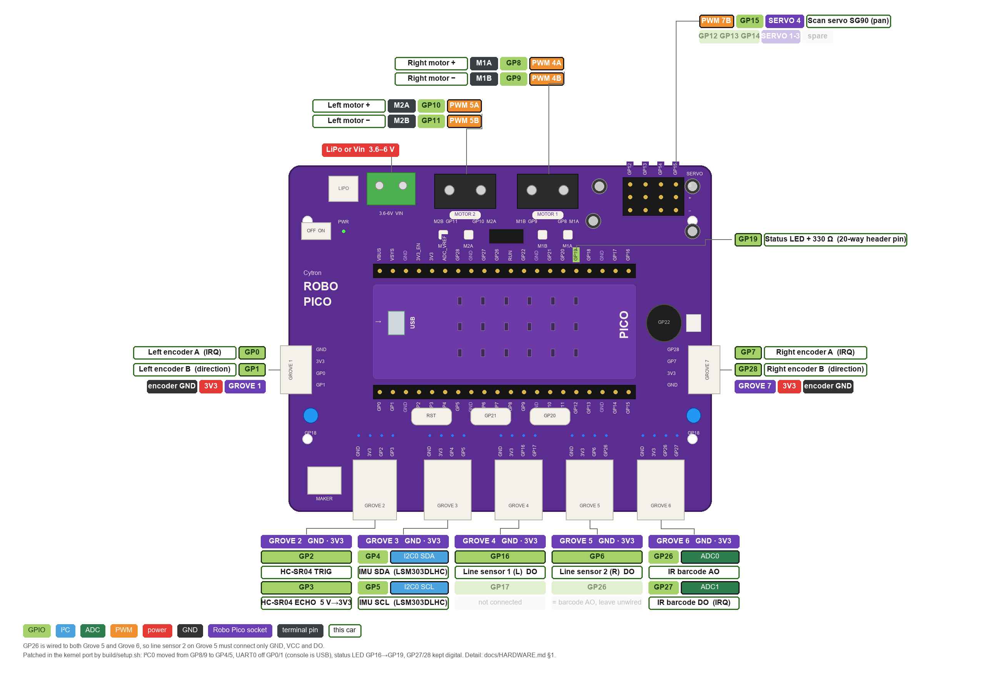 PWM 7B GP15 SERVO 4 Scan servo SG90 (pan)
GP12 GP13 GP14 SERVO 1-3 spare
Right motor + M1A GP8 PWM 4A
Right motor − M1B GP9 PWM 4B
Left motor + M2A GP10 PWM 5A
Left motor − M2B GP11 PWM 5B
LiPo or Vin 3.6–6 V
GP12 GP13 GP14 GP15
SERVO
LIPO
+
3.6-6V VIN
MOTOR 2
MOTOR 1
−
M2B GP11 GP10 M2A M1B GP9 GP8 M1A
PWR
OFF ON
GP19 Status LED + 330 Ω (20-way header pin)
M2A M1B M1A
VBUS VSYS GND 3V3_EN 3V3 ADC_VREF GP28 GND GP27 GP26 RUN GP22 GND GP21 GP20 GP19 GP18 GND GP17 GP16
Cytron
ROBO
PICO
→ USB
PICO
GP22
Left encoder A (IRQ) GP0
Left encoder B (direction) GP1
encoder GND 3V3 GROVE 1
GROVE 1
GND
3V3
GP0
GP1
GP28
GP7
3V3
GND
GROVE 7
GP7 Right encoder A (IRQ)
GP28 Right encoder B (direction)
GROVE 7 3V3 encoder GND
GP0 GP1 GND P2 P3 P4 GP5 GND P6 P7 GP8 GP9 ND 10 11 GP12 GP13 GND GP14 GP15
RST GP21 GP20
GP18 GP18
GND 3V3 GP2 GP3 GND 3V3 GP4 GP5 GND 3V3 GP16 GP17 GND 3V3 GP6 GP26 GND 3V3 GP26 GP27
MAKER
GROVE 2 GROVE 3 GROVE 4 GROVE 5 GROVE 6
GROVE 2 GND · 3V3
GP2
HC-SR04 TRIG
GP3
HC-SR04 ECHO 5 V→3V3
GROVE 3 GND · 3V3
GP4 I2C0 SDA
IMU SDA (LSM303DLHC)
GP5 I2C0 SCL
IMU SCL (LSM303DLHC)
GROVE 4 GND · 3V3
GP16
Line sensor 1 (L) DO
GP17
not connected
GROVE 5 GND · 3V3
GP6
Line sensor 2 (R) DO
GP26
= barcode AO, leave unwired
GROVE 6 GND · 3V3
GP26 ADC0
IR barcode AO
GP27 ADC1
IR barcode DO (IRQ)
GPIO I²C ADC PWM power GND Robo Pico socket terminal pin this car
GP26 is wired to both Grove 5 and Grove 6, so line sensor 2 on Grove 5 must connect only GND, VCC and DO.
Patched in the kernel port by build/setup.sh: I²C0 moved from GP8/9 to GP4/5, UART0 off GP0/1 (console is USB), status LED GP16→GP19, GP27/28 kept digital. Detail: docs/HARDWARE.md §1.